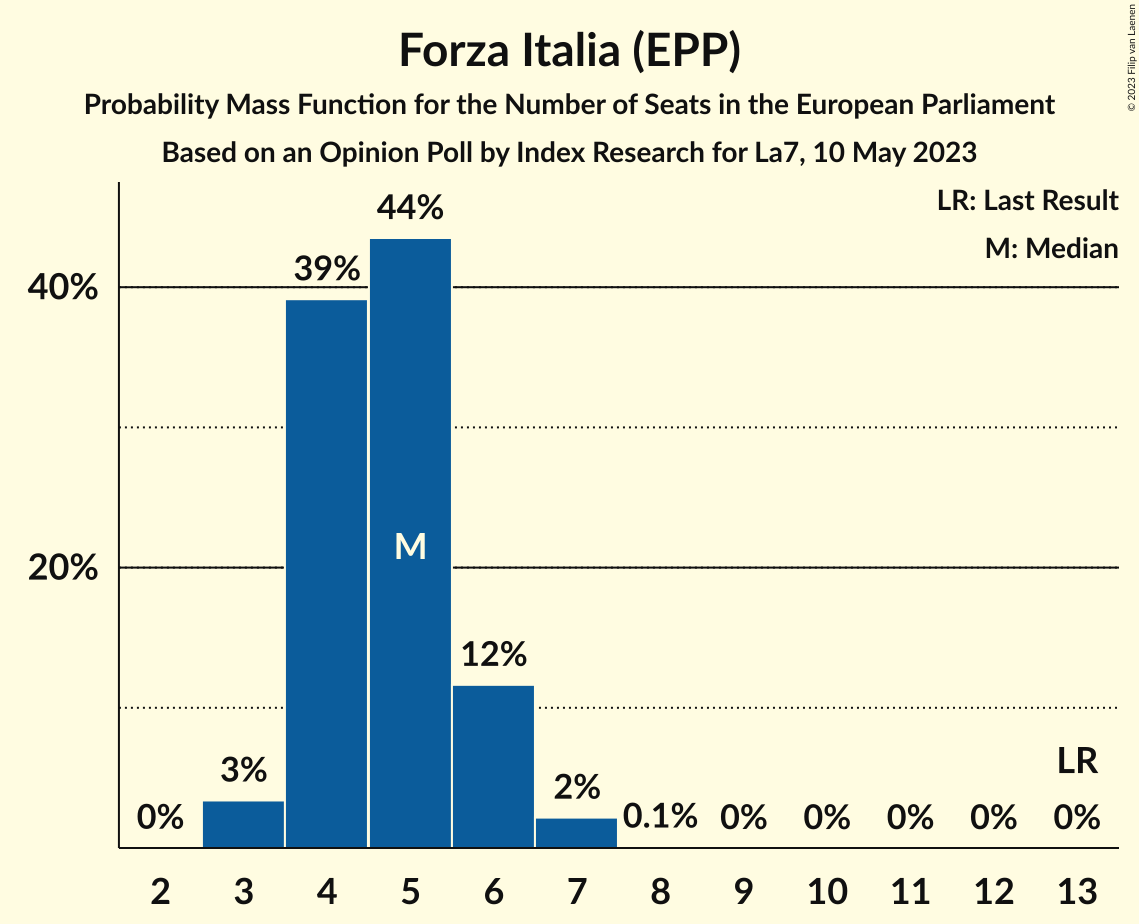 Forza Italia (EPP)
Probability Mass Function for the Number of Seats in the European Parliament
Based on an Opinion Poll by Index Research for La7, 10 May 2023
© 2023 Filip van Laenen
LR: Last Result
M: Median
44%
39%
40%
M
20%
12%
LR
3%
2%
0%
0.1%
0%
0%
0%
0%
0%
2 3 4 5 6 7 8 9 10 11 12 13